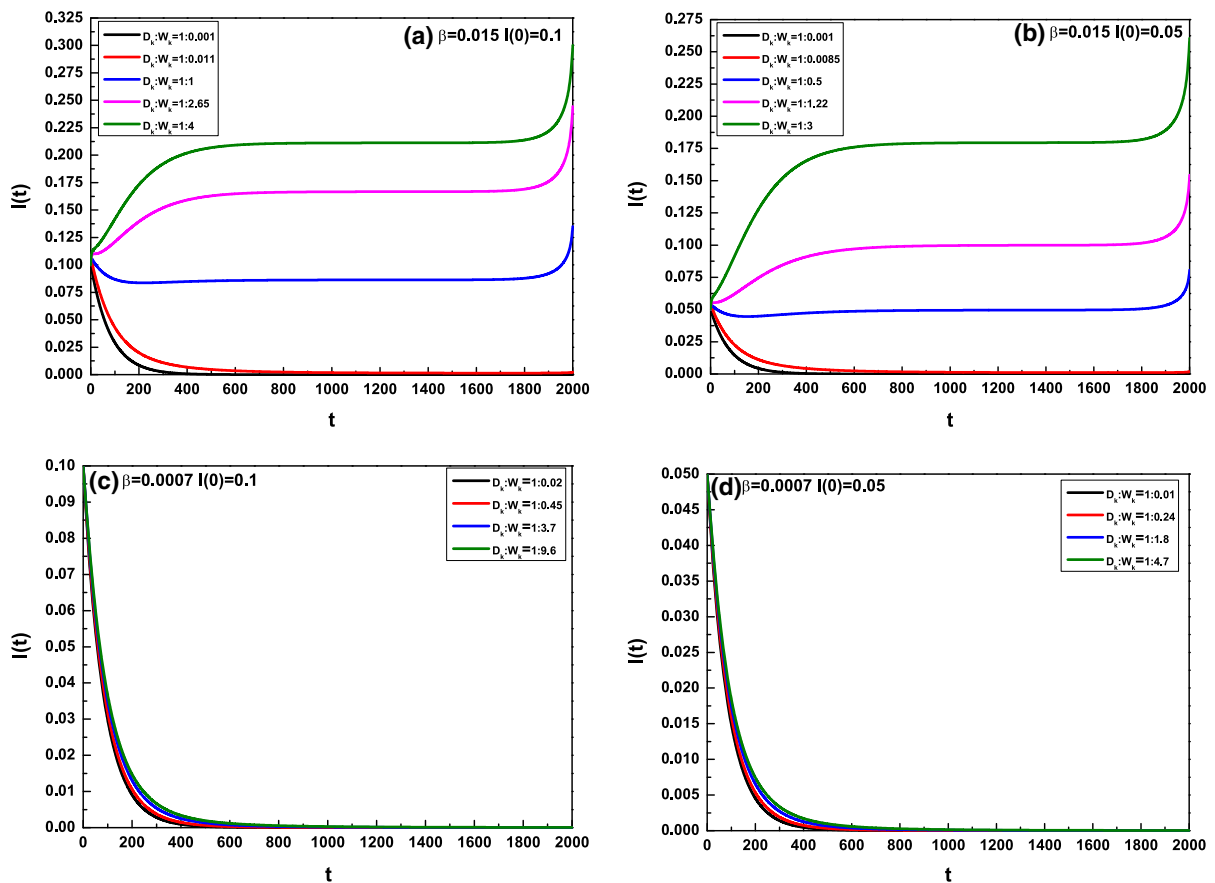 (a) β=0.015 I(0)=0.1
D_k:W_k=1:0.001
D_k:W_k=1:0.011
D_k:W_k=1:1
D_k:W_k=1:2.65
D_k:W_k=1:4
0.325
0.300
0.275
0.250
0.225
0.200
0.175
0.150
0.125
0.100
0.075
0.050
0.025
0.000
I(t)
0 200 400 600 800 1000 1200 1400 1600 1800 2000
t
(b) β=0.015 I(0)=0.05
D_k:W_k=1:0.001
D_k:W_k=1:0.0085
D_k:W_k=1:0.5
D_k:W_k=1:1.22
D_k:W_k=1:3
0.275
0.250
0.225
0.200
0.175
0.150
0.125
0.100
0.075
0.050
0.025
0.000
I(t)
0 200 400 600 800 1000 1200 1400 1600 1800 2000
t
(c) β=0.0007 I(0)=0.1
D_k:W_k=1:0.02
D_k:W_k=1:0.45
D_k:W_k=1:3.7
D_k:W_k=1:9.6
0.10
0.09
0.08
0.07
0.06
0.05
0.04
0.03
0.02
0.01
0.00
I(t)
0 200 400 600 800 1000 1200 1400 1600 1800 2000
t
(d) β=0.0007 I(0)=0.05
D_k:W_k=1:0.01
D_k:W_k=1:0.24
D_k:W_k=1:1.8
D_k:W_k=1:4.7
0.050
0.045
0.040
0.035
0.030
0.025
0.020
0.015
0.010
0.005
0.000
I(t)
0 200 400 600 800 1000 1200 1400 1600 1800 2000
t